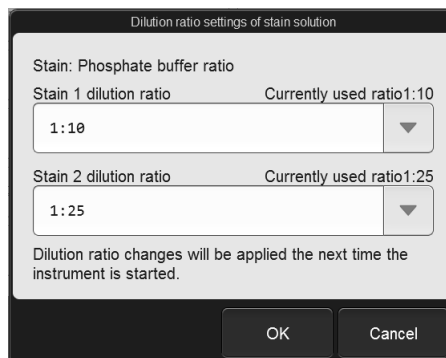 Dilution ratio settings of stain solution
Stain: Phosphate buffer ratio
Stain 1 dilution ratio Currently used ratio1:10
1:10
Stain 2 dilution ratio Currently used ratio1:25
1:25
Dilution ratio changes will be applied the next time the
instrument is started.
OK Cancel